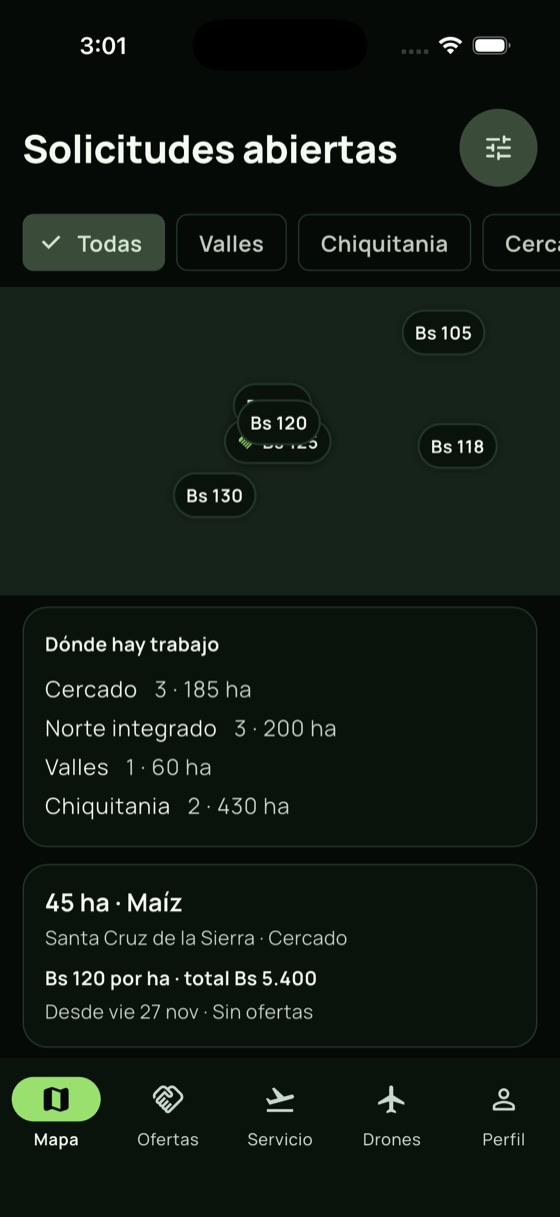 3:01
Solicitudes abiertas
Todas
Valles
Chiquitania
Bs 105
Bs 120
Bs 125
Bs 118
Bs 130
Dónde hay trabajo
Cercado 3 · 185 ha
Norte integrado 3 · 200 ha
Valles 1 · 60 ha
Chiquitania 2 · 430 ha
45 ha · Maíz
Santa Cruz de la Sierra · Cercado
Bs 120 por ha · total Bs 5.400
Desde vie 27 nov · Sin ofertas
Mapa
Ofertas
Servicio
Drones
Perfil